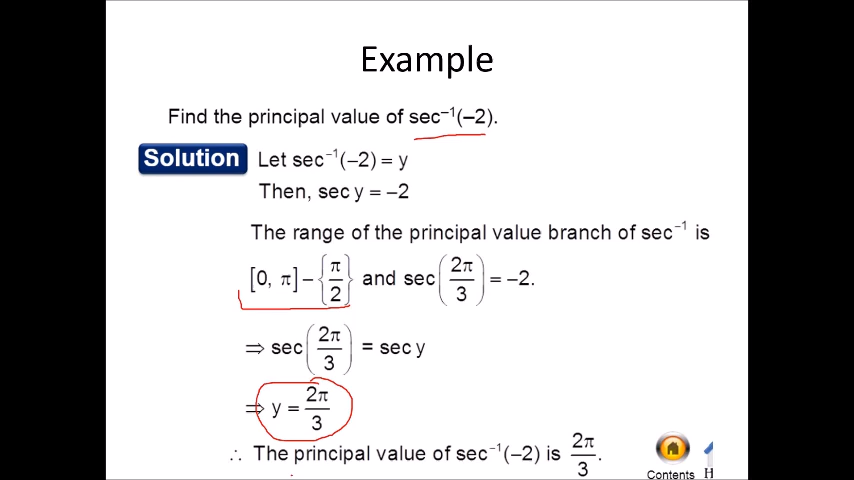 Example
Find the principal value of sec⁻¹(–2).
Solution
Let sec⁻¹(–2) = y
Then, sec y = –2
The range of the principal value branch of sec⁻¹ is
[0, π] – {π/2} and sec(2π/3) = –2.
⇒ sec(2π/3) = sec y
⇒ y = 2π/3
∴ The principal value of sec⁻¹(–2) is 2π/3.
Contents H